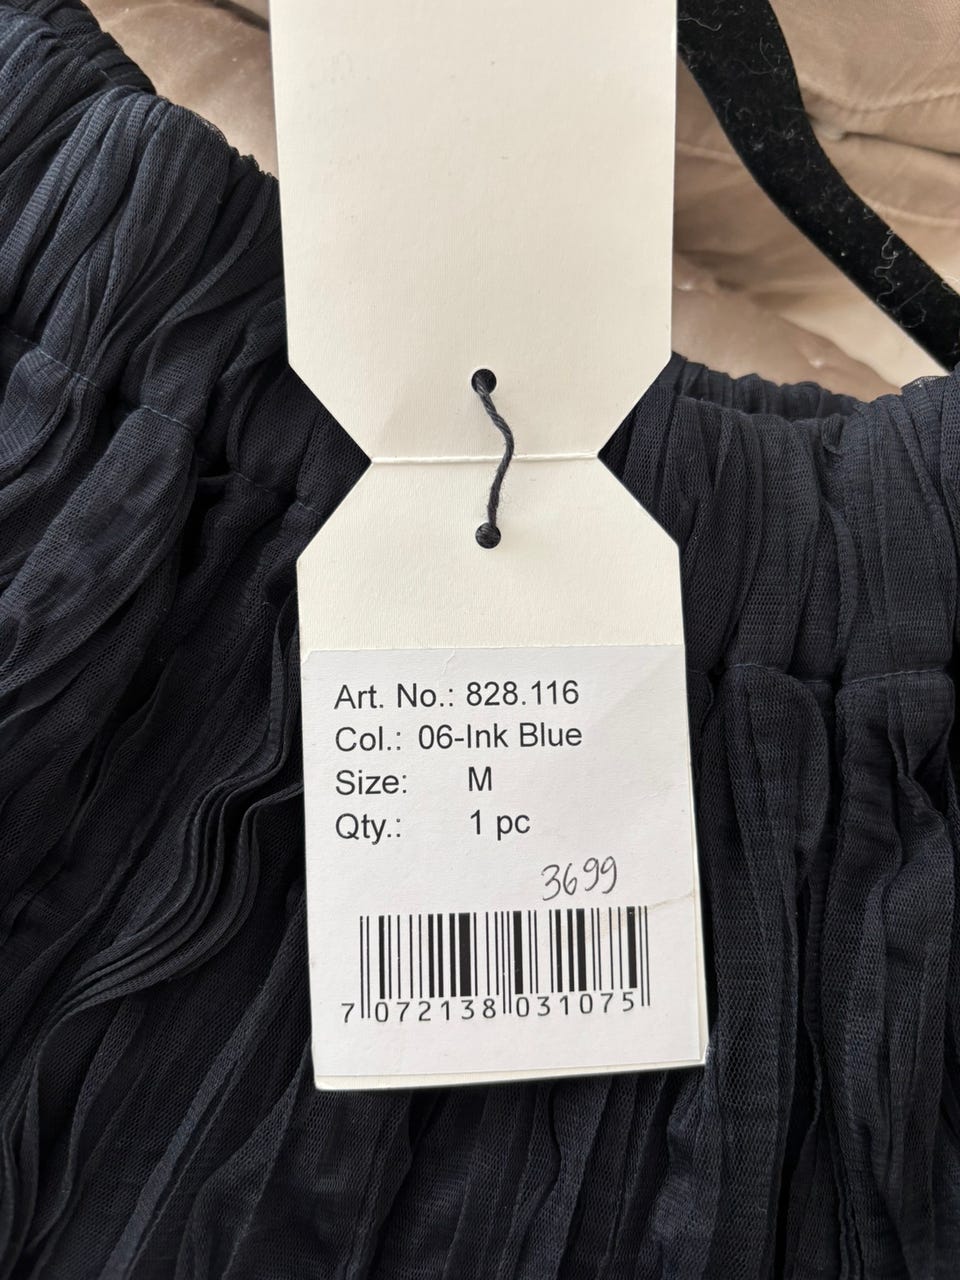 Art. No.: 828.116
Col.: 06-Ink Blue
Size: M
Qty.: 1 pc
3699
7 072138 031075